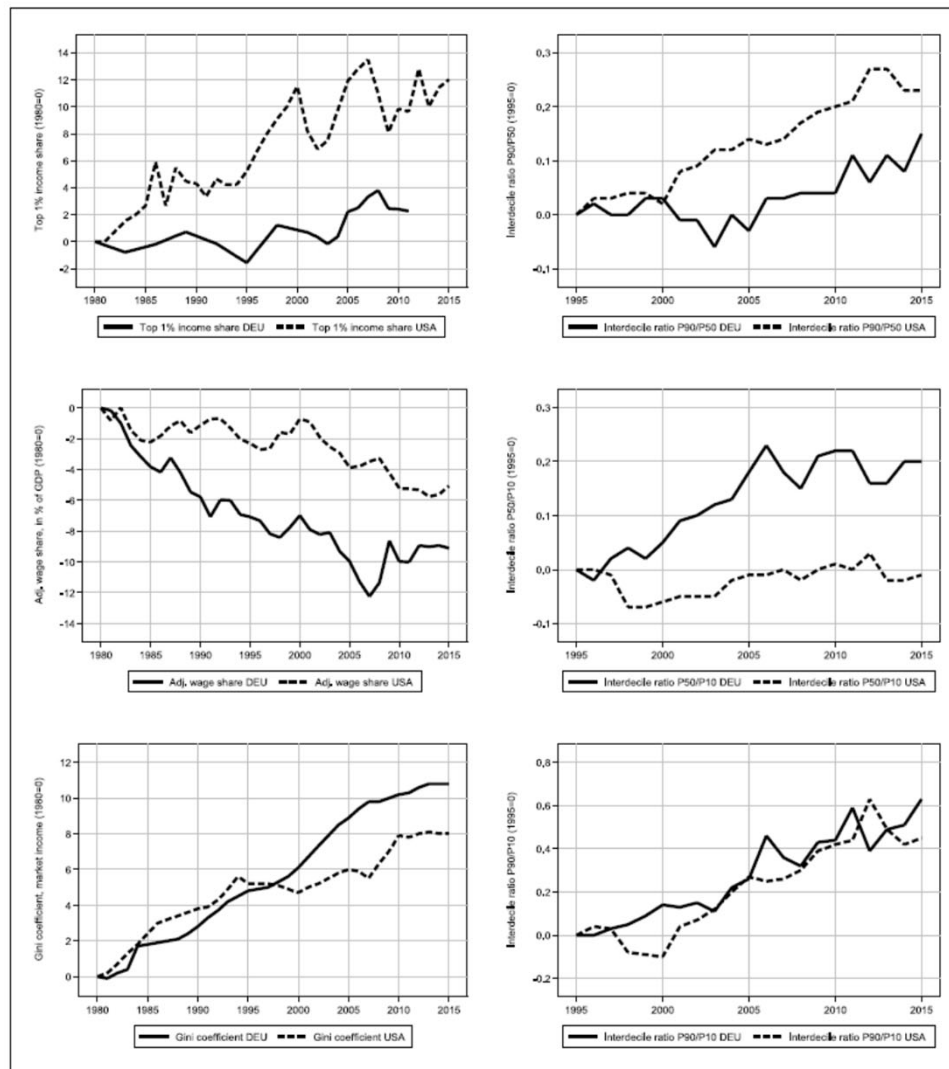 Top 1% income share (1980=0)
14
12
10
8
6
4
2
0
-2
1980 1985 1990 1995 2000 2005 2010 2015
Top 1% income share DEU Top 1% income share USA
Interdecile ratio P90/P50 (1995=0)
0,3
0,2
0,1
0,0
-0,1
1995 2000 2005 2010 2015
Interdecile ratio P90/P50 DEU Interdecile ratio P90/P50 USA
Adj. wage share, in % of GDP (1980=0)
0
-2
-4
-6
-8
-10
-12
-14
1980 1985 1990 1995 2000 2005 2010 2015
Adj. wage share DEU Adj. wage share USA
Interdecile ratio P50/P10 (1995=0)
0,3
0,2
0,1
0,0
-0,1
1995 2000 2005 2010 2015
Interdecile ratio P50/P10 DEU Interdecile ratio P50/P10 USA
Gini coefficient, market income (1980=0)
12
10
8
6
4
2
0
1980 1985 1990 1995 2000 2005 2010 2015
Gini coefficient DEU Gini coefficient USA
Interdecile ratio P90/P10 (1995=0)
0,8
0,6
0,4
0,2
0,0
-0,2
1995 2000 2005 2010 2015
Interdecile ratio P90/P10 DEU Interdecile ratio P90/P10 USA